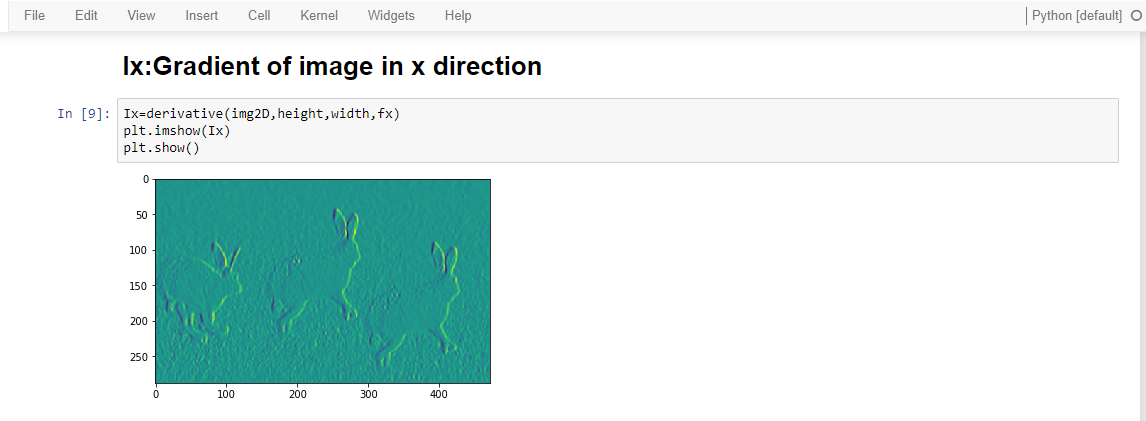 File Edit View Insert Cell Kernel Widgets Help Python [default]
Ix:Gradient of image in x direction
In [9]: Ix=derivative(img2D,height,width,fx)
plt.imshow(Ix)
plt.show()
0
50
100
150
200
250
0 100 200 300 400